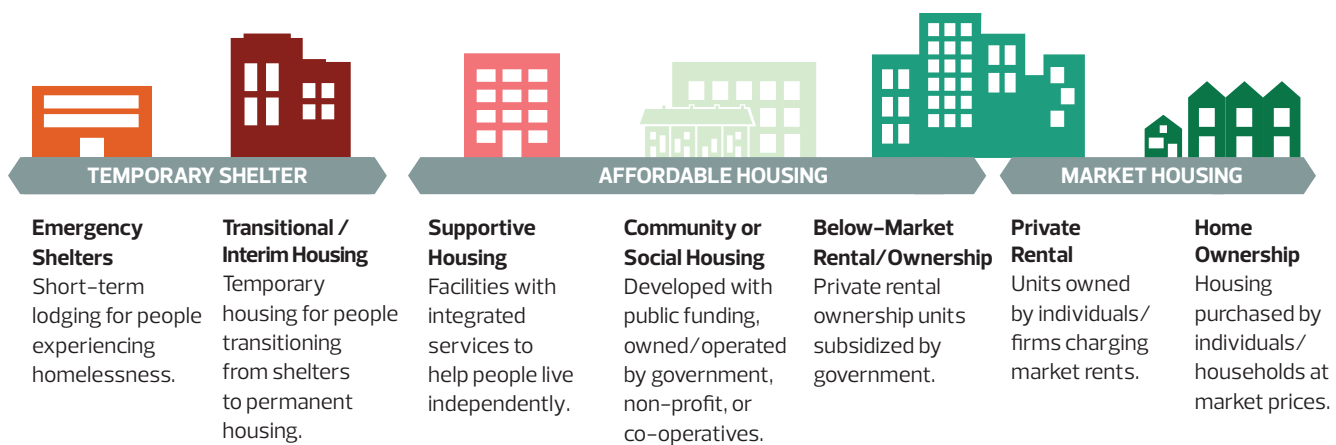 TEMPORARY SHELTER
AFFORDABLE HOUSING
MARKET HOUSING
Emergency
Shelters
Short-term
lodging for people
experiencing
homelessness.
Transitional /
Interim Housing
Temporary
housing for people
transitioning
from shelters
to permanent
housing.
Supportive
Housing
Facilities with
integrated
services to
help people live
independently.
Community or
Social Housing
Developed with
public funding,
owned/operated
by government,
non-profit, or
co-operatives.
Below-Market
Rental/Ownership
Private rental
ownership units
subsidized by
government.
Private
Rental
Units owned
by individuals/
firms charging
market rents.
Home
Ownership
Housing
purchased by
individuals/
households at
market prices.